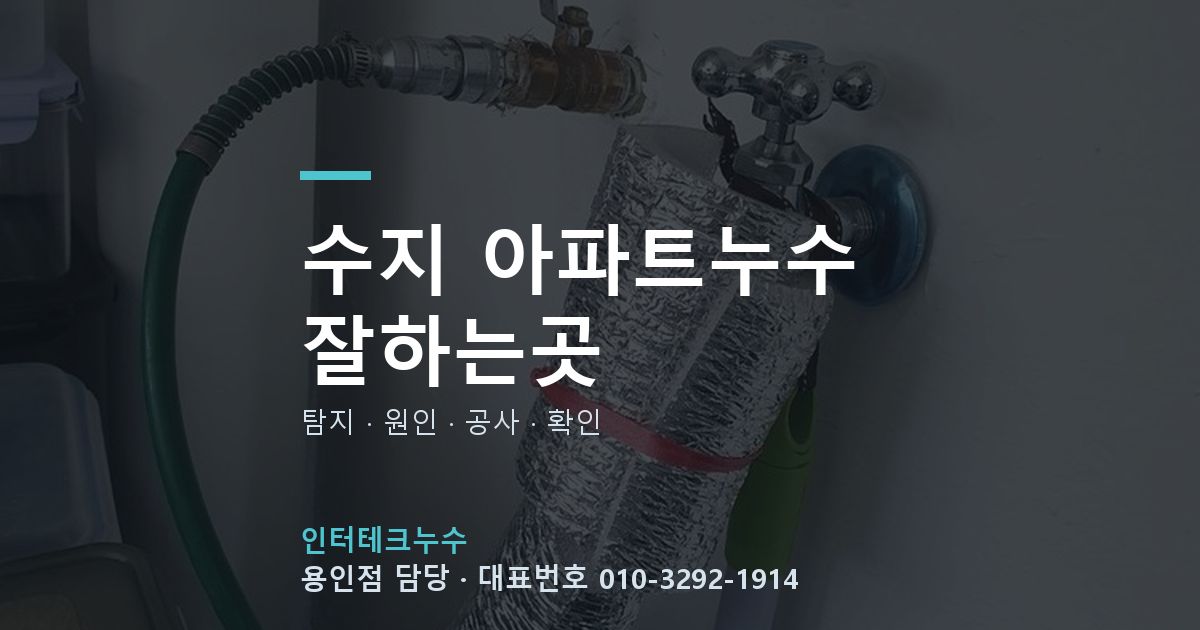 수지 아파트누수
잘하는곳
탐지 · 원인 · 공사 · 확인
인터테크누수
용인점 담당 · 대표번호 010-3292-1914